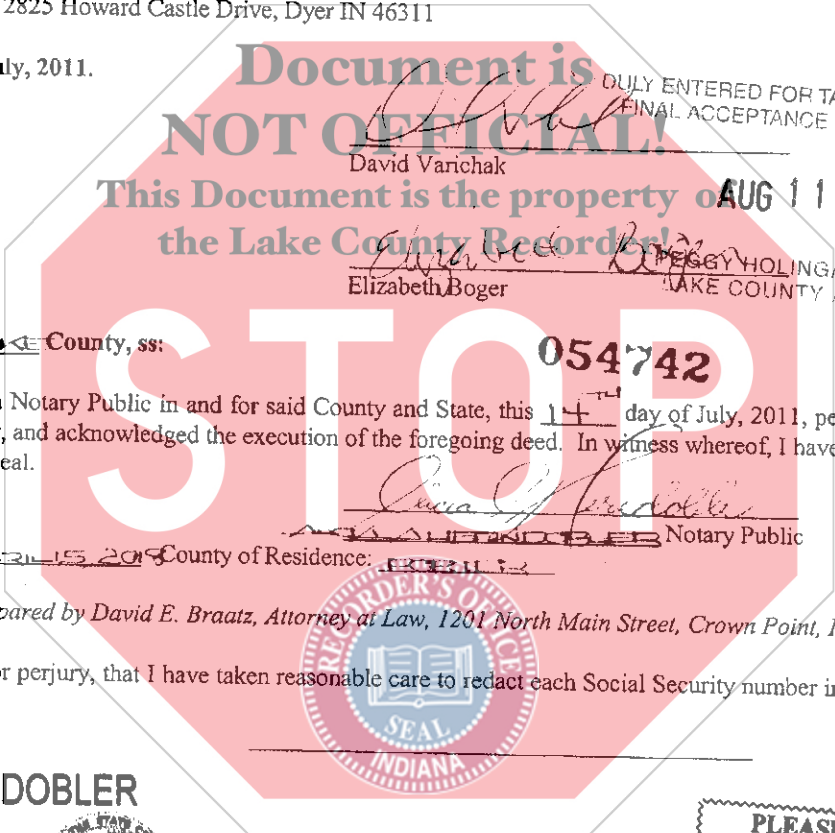 2825 Howard Castle Drive, Dyer IN 46311
uly, 2011.
Document is
NOT OFFICIAL!
This Document is the property of
the Lake County Recorder!
DULY ENTERED FOR TA
FINAL ACCEPTANCE
David Varichak
AUG 11
PEGGY HOLINGA
LAKE COUNTY
Elizabeth Boger
STOP
County, ss:
054742
Notary Public in and for said County and State, this 14th day of July, 2011, pe
, and acknowledged the execution of the foregoing deed. In witness whereof, I have
eal.
Notary Public
County of Residence:
pared by David E. Braatz, Attorney at Law, 1201 North Main Street, Crown Point, I
or perjury, that I have taken reasonable care to redact each Social Security number i
RECORDER'S OFFICE
SEAL
INDIANA
DOBLER
PLEAS